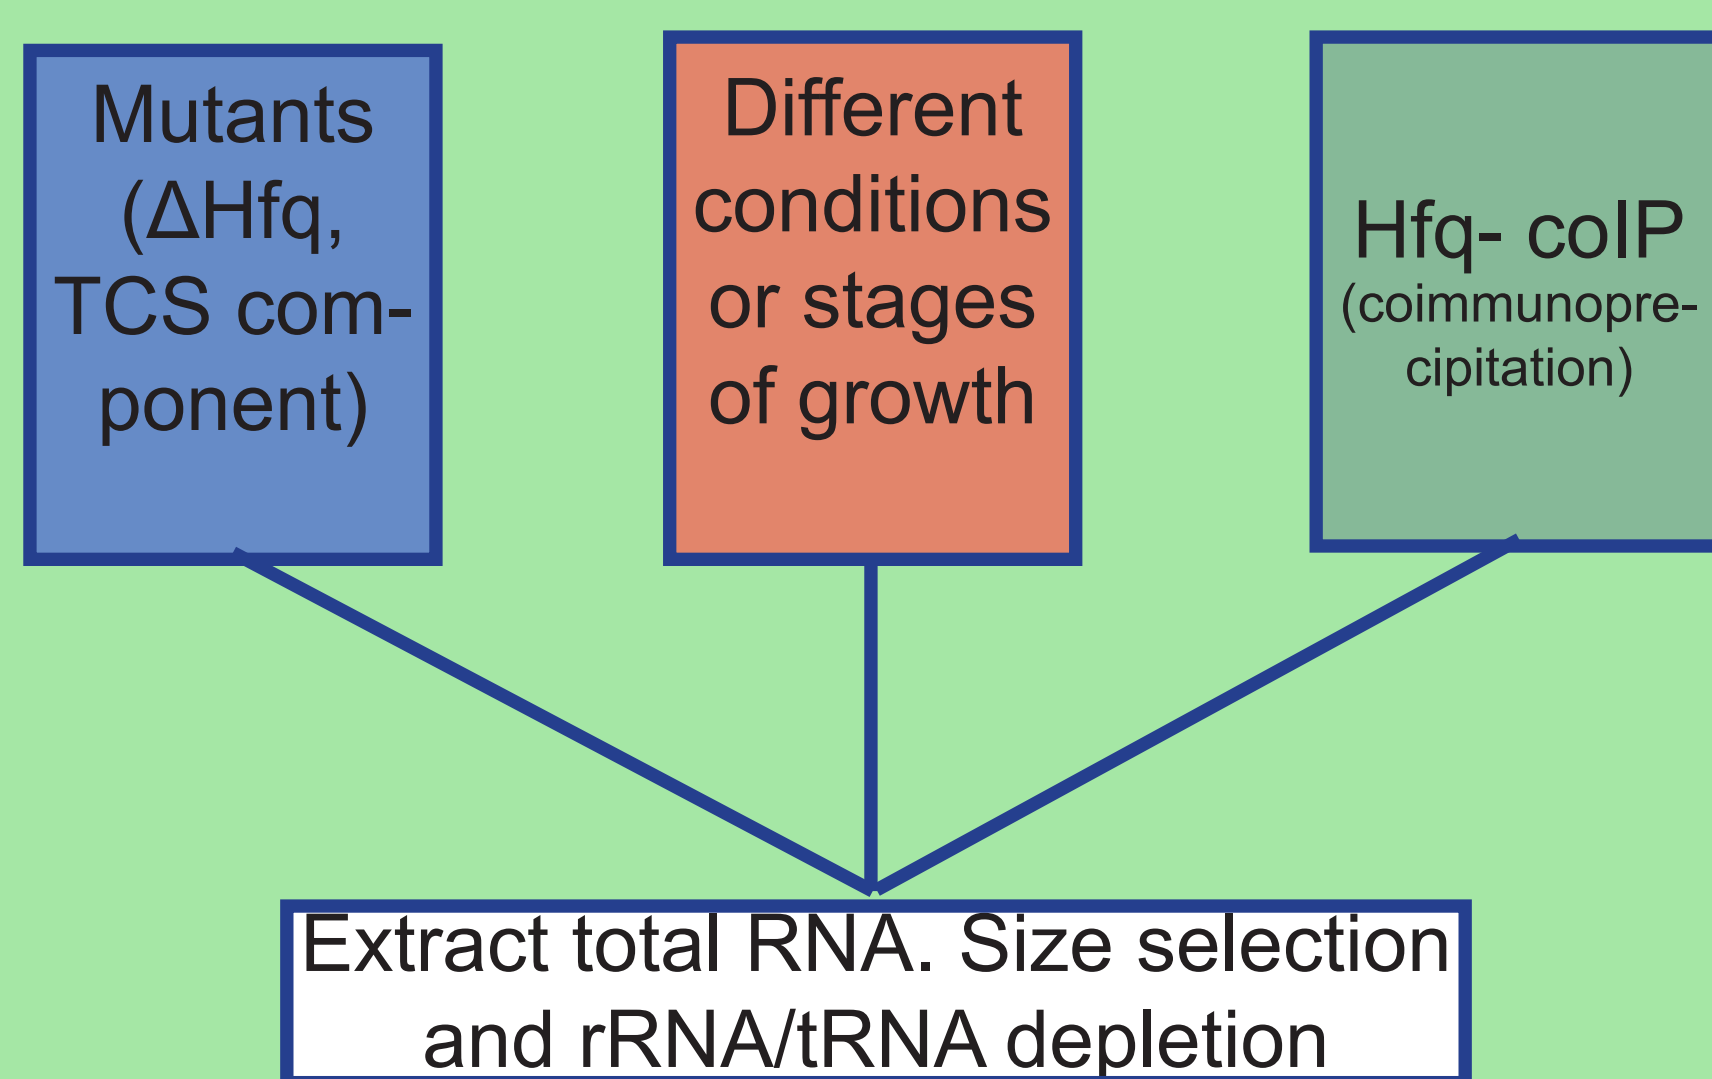 Mutants
(ΔHfq,
TCS com-
ponent)
Different
conditions
or stages
of growth
Hfq- coIP
(coimmunopre-
cipitation)
Extract total RNA. Size selection
and rRNA/tRNA depletion